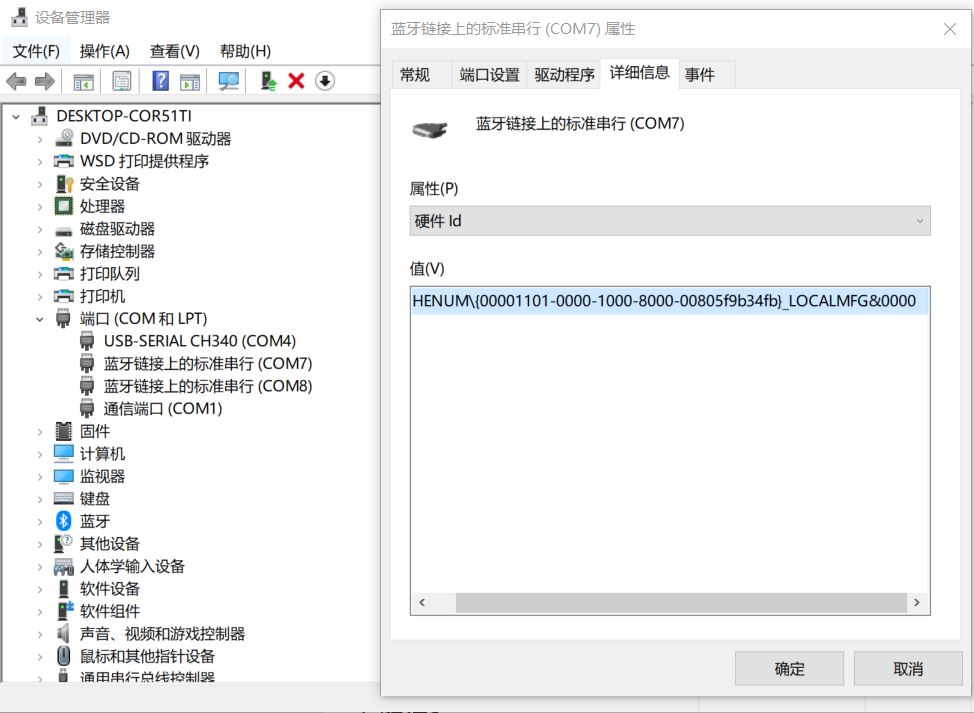 设备管理器
文件(F) 操作(A) 查看(V) 帮助(H)
DESKTOP-COR51TI
DVD/CD-ROM 驱动器
WSD 打印提供程序
安全设备
处理器
磁盘驱动器
存储控制器
打印队列
打印机
端口 (COM 和 LPT)
USB-SERIAL CH340 (COM4)
蓝牙链接上的标准串行 (COM7)
蓝牙链接上的标准串行 (COM8)
通信端口 (COM1)
固件
计算机
监视器
键盘
蓝牙
其他设备
人体学输入设备
软件设备
软件组件
声音、视频和游戏控制器
鼠标和其他指针设备
通用串行总线控制器
蓝牙链接上的标准串行 (COM7) 属性
常规 端口设置 驱动程序 详细信息 事件
蓝牙链接上的标准串行 (COM7)
属性(P)
硬件 Id
值(V)
HENUM\{00001101-0000-1000-8000-00805f9b34fb}_LOCALMFG&0000
确定 取消